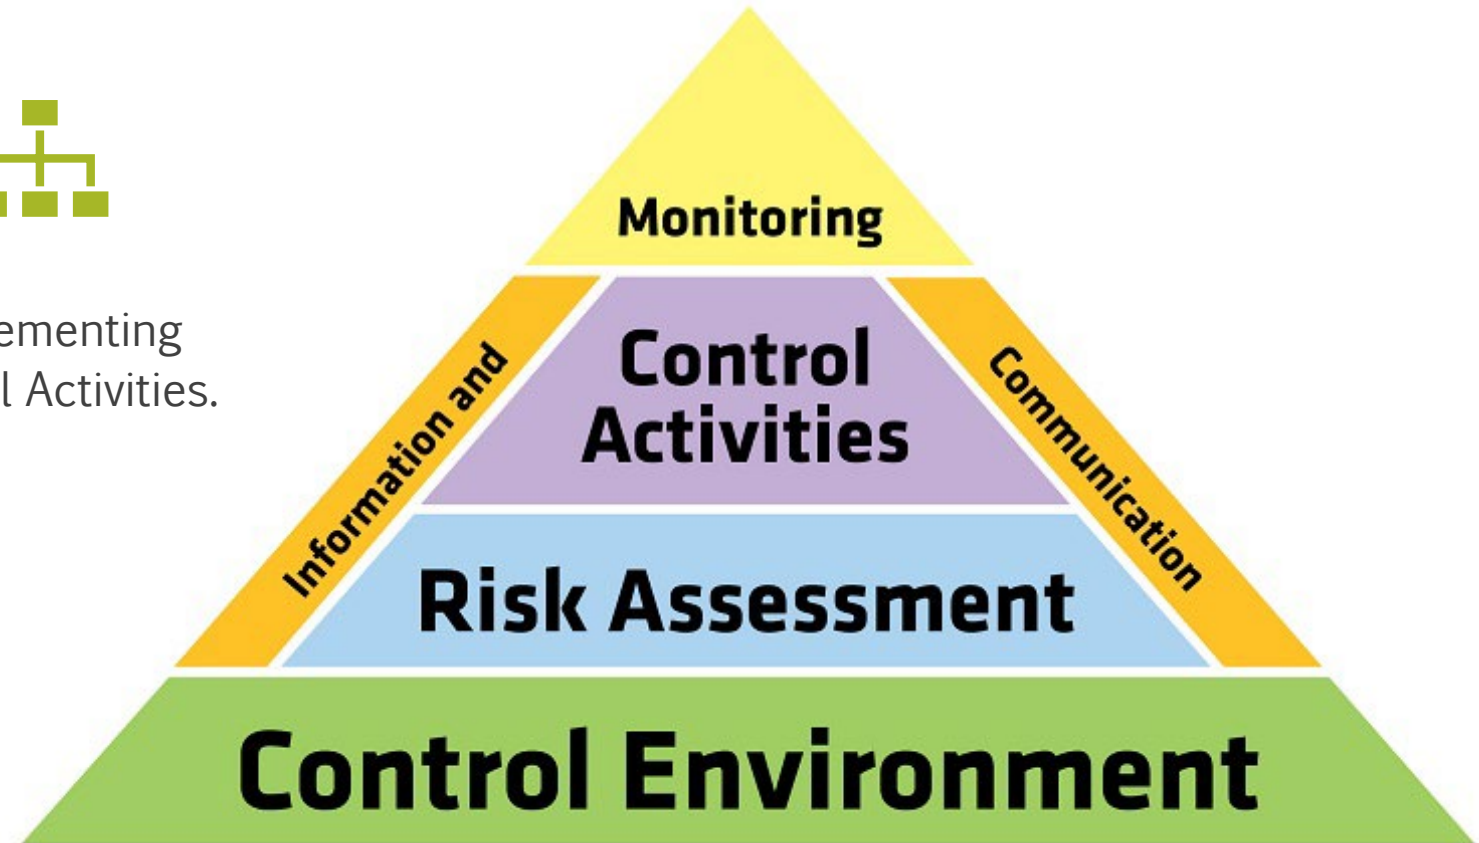 Monitoring
Information and
Control
Activities
Communication
Risk Assessment
Control Environment
ementing
l Activities.